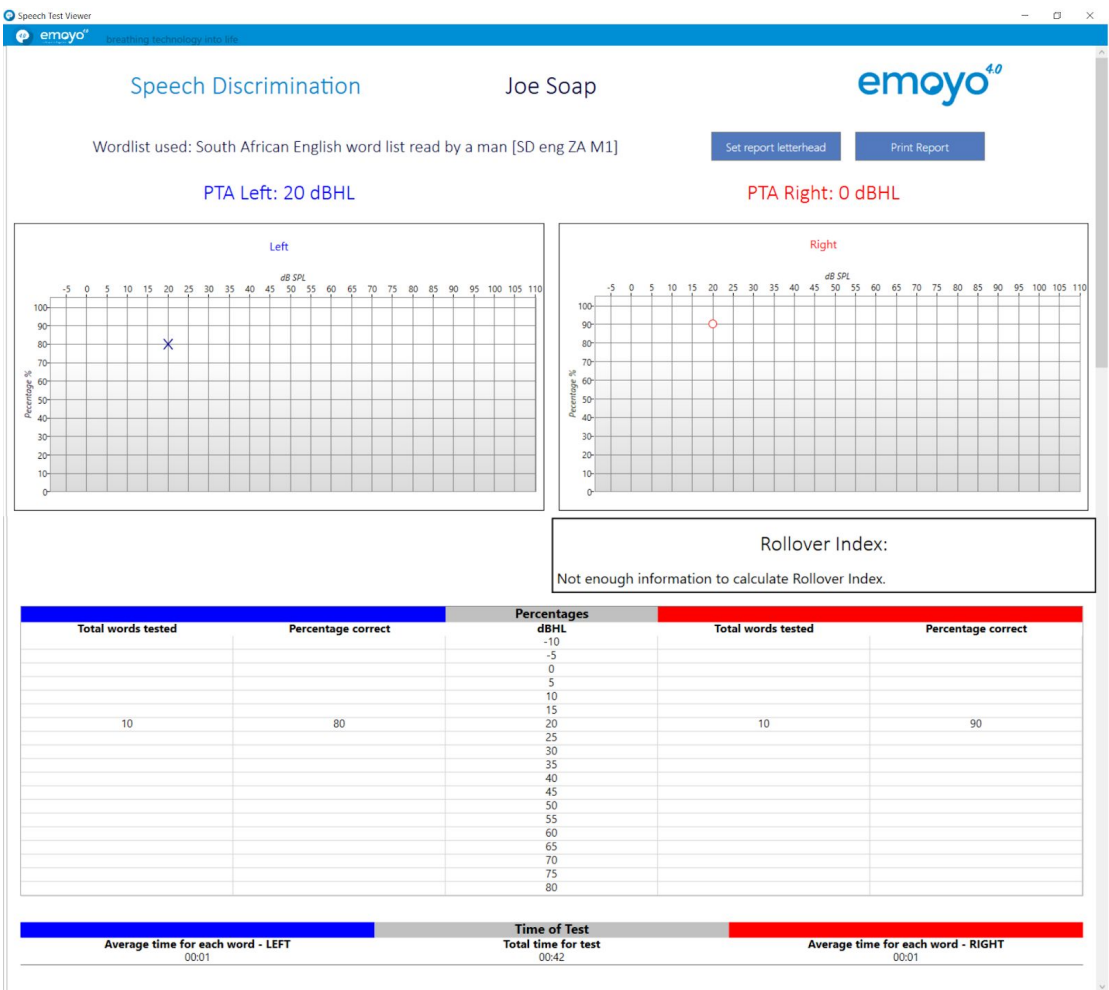 Speech Test Viewer
emoyo4.0 breathing technology into life
Speech Discrimination Joe Soap emoyo4.0
Wordlist used: South African English word list read by a man [SD eng ZA M1] Set report letterhead Print Report
PTA Left: 20 dBHL PTA Right: 0 dBHL
Left
dB SPL
-5 0 5 10 15 20 25 30 35 40 45 50 55 60 65 70 75 80 85 90 95 100 105 110
100
90
80
70
60
50
40
30
20
10
0
Pecentage %
Right
dB SPL
-5 0 5 10 15 20 25 30 35 40 45 50 55 60 65 70 75 80 85 90 95 100 105 110
100
90
80
70
60
50
40
30
20
10
0
Pecentage %
Rollover Index:
Not enough information to calculate Rollover Index.
Percentages
Total words tested Percentage correct dBHL Total words tested Percentage correct
-10
-5
0
5
10
15
10 80 20 10 90
25
30
35
40
45
50
55
60
65
70
75
80
Time of Test
Average time for each word - LEFT Total time for test Average time for each word - RIGHT
00:01 00:42 00:01